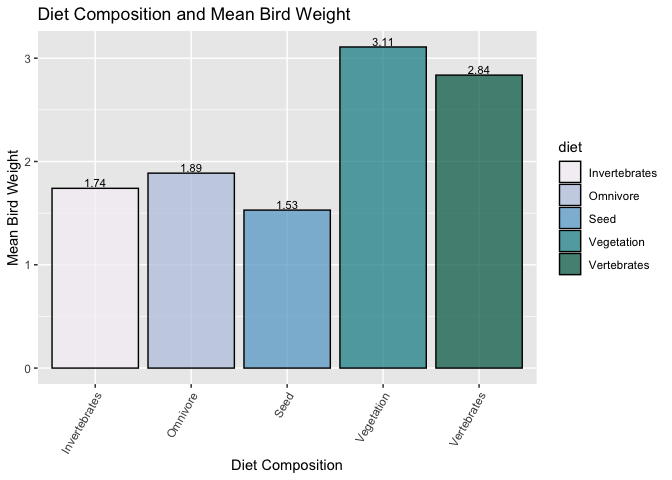 Diet Composition and Mean Bird Weight
Mean Bird Weight
3
2
1
0
1.74
1.89
1.53
3.11
2.84
Invertebrates
Omnivore
Seed
Vegetation
Vertebrates
Diet Composition
diet
Invertebrates
Omnivore
Seed
Vegetation
Vertebrates